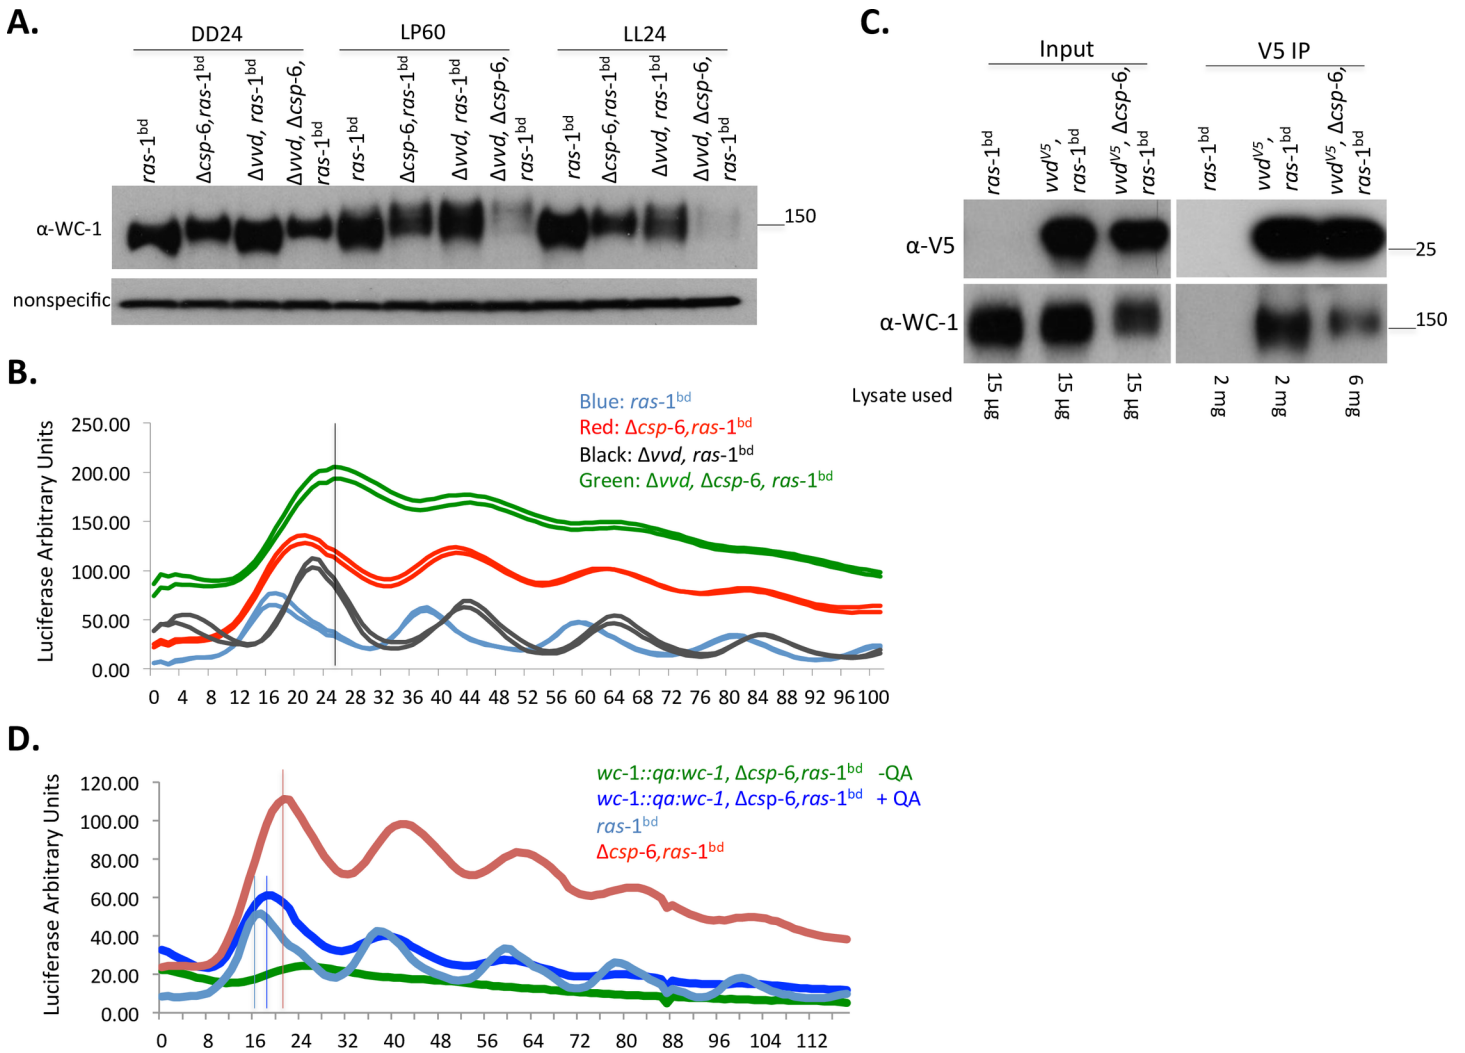 A.
DD24 LP60 LL24
ras-1bd
Δcsp-6,ras-1bd
Δvvd, ras-1bd
Δvvd, Δcsp-6,
ras-1bd
ras-1bd
Δcsp-6,ras-1bd
Δvvd, ras-1bd
Δvvd, Δcsp-6,
ras-1bd
ras-1bd
Δcsp-6,ras-1bd
Δvvd, ras-1bd
Δvvd, Δcsp-6,
ras-1bd
α-WC-1
150
nonspecific
C.
Input V5 IP
ras-1bd
vvdV5,
ras-1bd
vvdV5, Δcsp-6,
ras-1bd
ras-1bd
vvdV5,
ras-1bd
vvdV5, Δcsp-6,
ras-1bd
α-V5
25
α-WC-1
150
Lysate used
15 μg
15 μg
15 μg
2 mg
2 mg
6 mg
B.
Blue: ras-1bd
Red: Δcsp-6,ras-1bd
Black: Δvvd, ras-1bd
Green: Δvvd, Δcsp-6, ras-1bd
Luciferase Arbitrary Units
250.00
200.00
150.00
100.00
50.00
0.00
0 4 8 12 16 20 24 28 32 36 40 44 48 52 56 60 64 68 72 76 80 84 88 92 96 100
D.
wc-1::qa:wc-1, Δcsp-6,ras-1bd -QA
wc-1::qa:wc-1, Δcsp-6,ras-1bd + QA
ras-1bd
Δcsp-6,ras-1bd
Luciferase Arbitrary Units
120.00
100.00
80.00
60.00
40.00
20.00
0.00
0 8 16 24 32 40 48 56 64 72 80 88 96 104 112